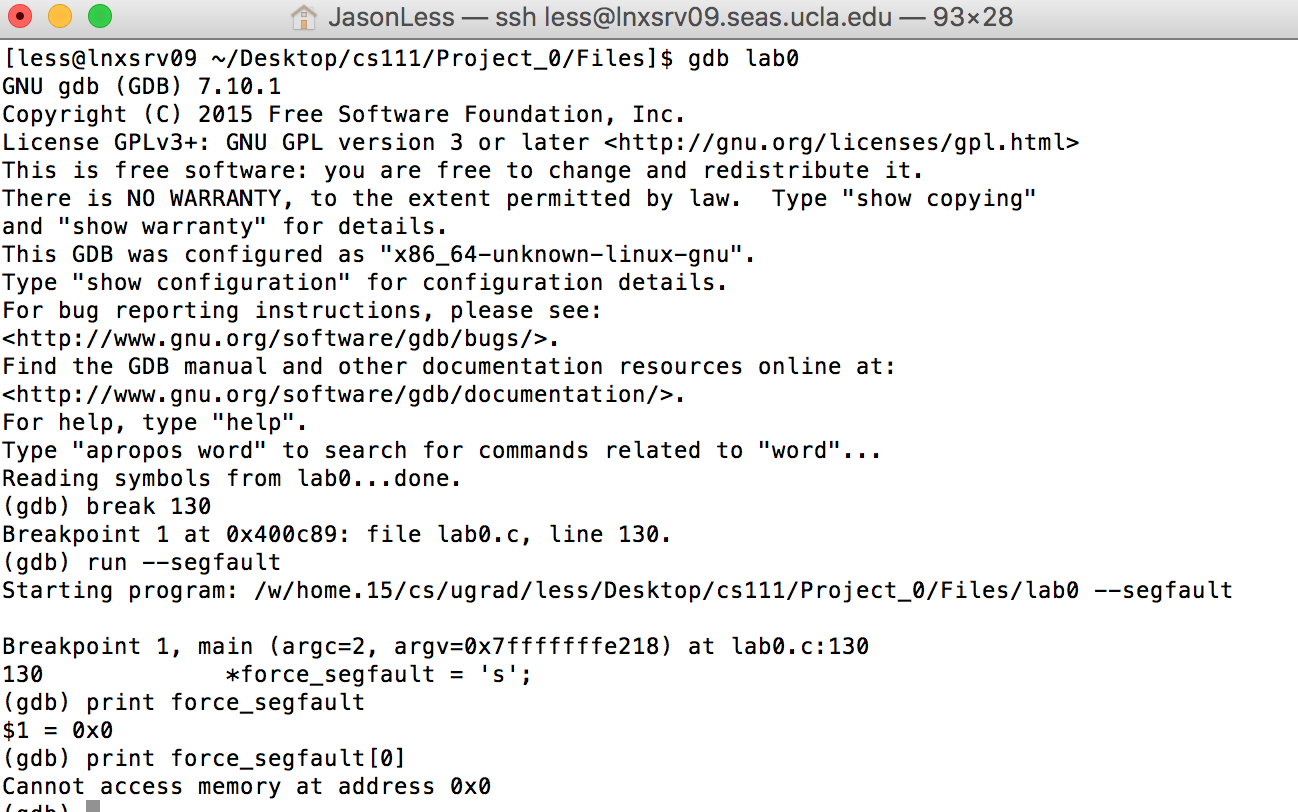 JasonLess — ssh less@lnxsrv09.seas.ucla.edu — 93×28
[less@lnxsrv09 ~/Desktop/cs111/Project_0/Files]$ gdb lab0
GNU gdb (GDB) 7.10.1
Copyright (C) 2015 Free Software Foundation, Inc.
License GPLv3+: GNU GPL version 3 or later <http://gnu.org/licenses/gpl.html>
This is free software: you are free to change and redistribute it.
There is NO WARRANTY, to the extent permitted by law.  Type "show copying"
and "show warranty" for details.
This GDB was configured as "x86_64-unknown-linux-gnu".
Type "show configuration" for configuration details.
For bug reporting instructions, please see:
<http://www.gnu.org/software/gdb/bugs/>.
Find the GDB manual and other documentation resources online at:
<http://www.gnu.org/software/gdb/documentation/>.
For help, type "help".
Type "apropos word" to search for commands related to "word"...
Reading symbols from lab0...done.
(gdb) break 130
Breakpoint 1 at 0x400c89: file lab0.c, line 130.
(gdb) run --segfault
Starting program: /w/home.15/cs/ugrad/less/Desktop/cs111/Project_0/Files/lab0 --segfault
Breakpoint 1, main (argc=2, argv=0x7fffffffe218) at lab0.c:130
130             *force_segfault = 's';
(gdb) print force_segfault
$1 = 0x0
(gdb) print force_segfault[0]
Cannot access memory at address 0x0
(gdb)